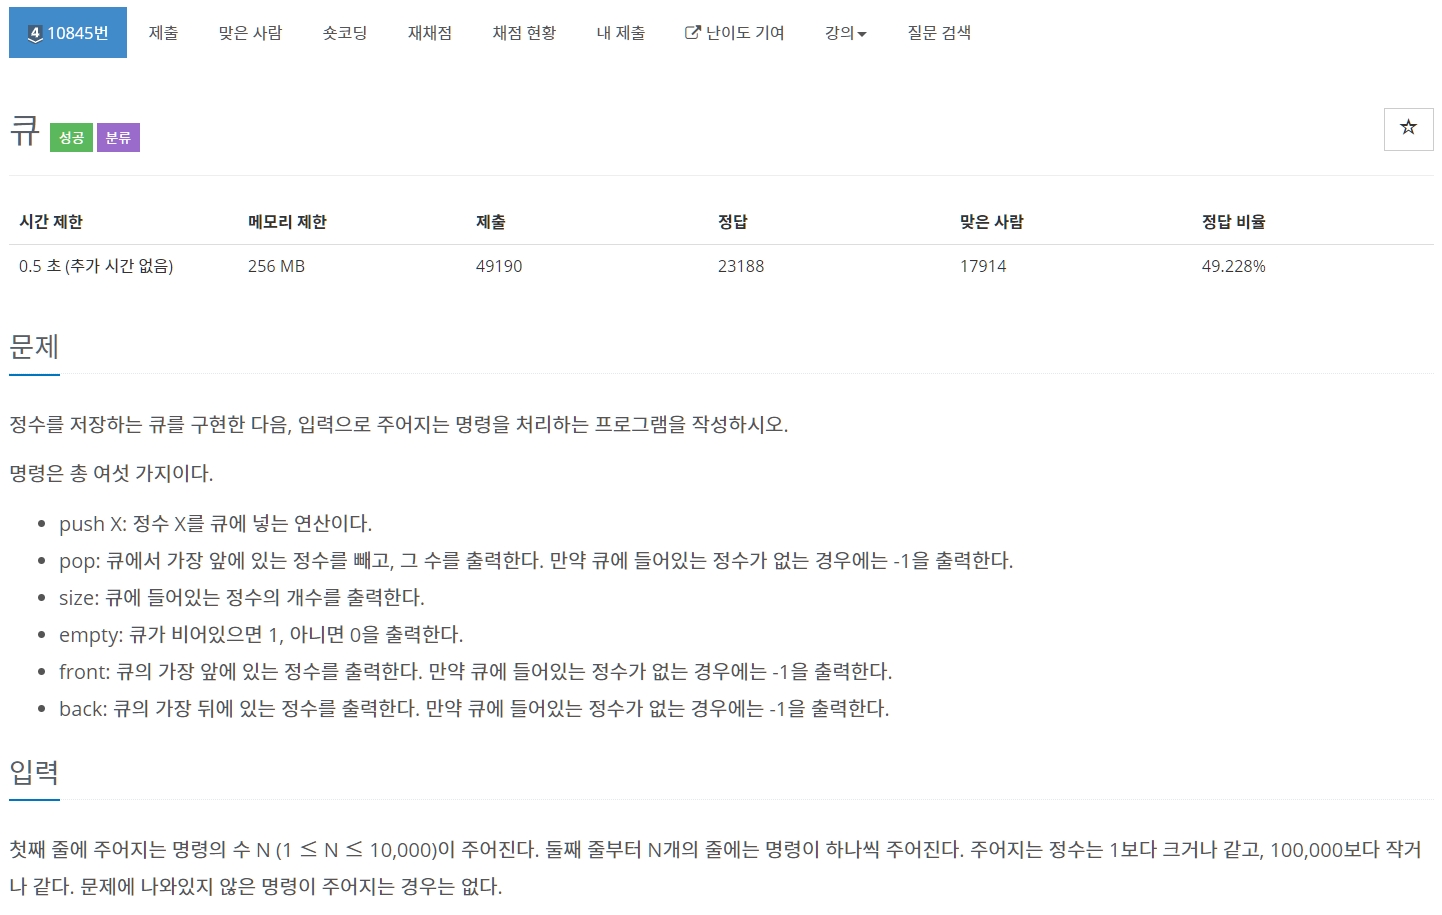 4 10845번 제출 맞은 사람 숏코딩 재채점 채점 현황 내 제출 난이도 기여 강의 질문 검색
큐 성공 분류
시간 제한 메모리 제한 제출 정답 맞은 사람 정답 비율
0.5 초 (추가 시간 없음) 256 MB 49190 23188 17914 49.228%
문제
정수를 저장하는 큐를 구현한 다음, 입력으로 주어지는 명령을 처리하는 프로그램을 작성하시오.
명령은 총 여섯 가지이다.
• push X: 정수 X를 큐에 넣는 연산이다.
• pop: 큐에서 가장 앞에 있는 정수를 빼고, 그 수를 출력한다. 만약 큐에 들어있는 정수가 없는 경우에는 -1을 출력한다.
• size: 큐에 들어있는 정수의 개수를 출력한다.
• empty: 큐가 비어있으면 1, 아니면 0을 출력한다.
• front: 큐의 가장 앞에 있는 정수를 출력한다. 만약 큐에 들어있는 정수가 없는 경우에는 -1을 출력한다.
• back: 큐의 가장 뒤에 있는 정수를 출력한다. 만약 큐에 들어있는 정수가 없는 경우에는 -1을 출력한다.
입력
첫째 줄에 주어지는 명령의 수 N (1 ≤ N ≤ 10,000)이 주어진다. 둘째 줄부터 N개의 줄에는 명령이 하나씩 주어진다. 주어지는 정수는 1보다 크거나 같고, 100,000보다 작거
나 같다. 문제에 나와있지 않은 명령이 주어지는 경우는 없다.